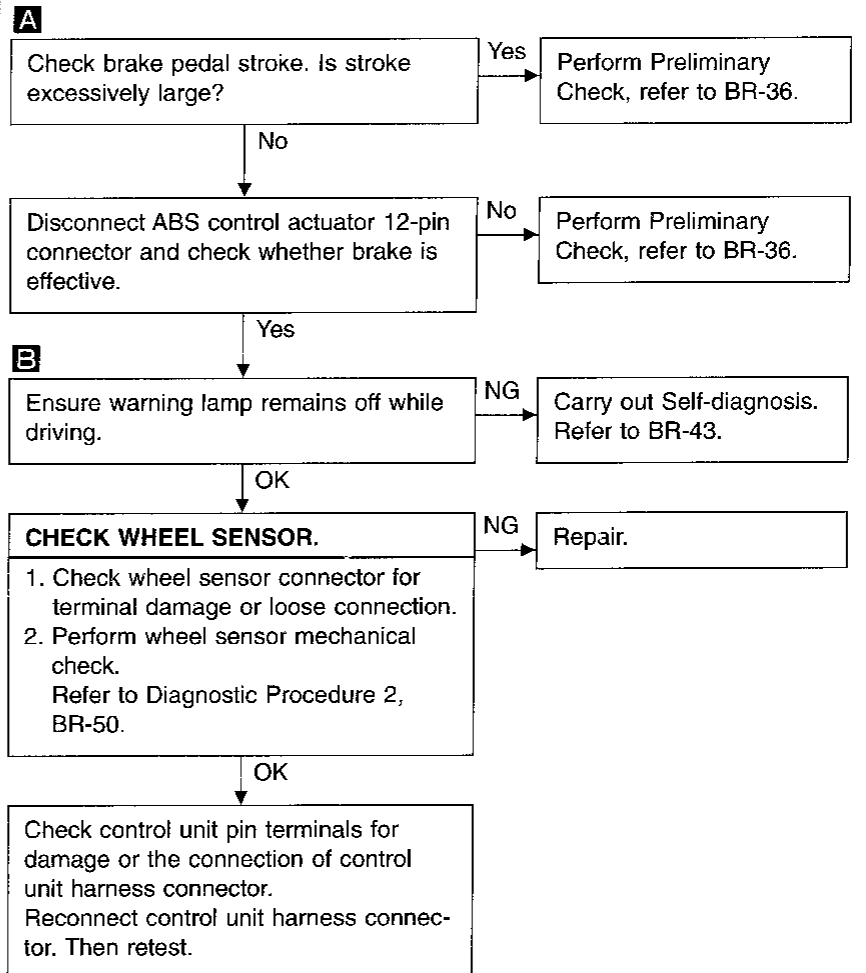 A
Check brake pedal stroke. Is stroke
excessively large?
Yes
Perform Preliminary
Check, refer to BR-36.
No
Disconnect ABS control actuator 12-pin
connector and check whether brake is
effective.
No
Perform Preliminary
Check, refer to BR-36.
Yes
B
Ensure warning lamp remains off while
driving.
NG
Carry out Self-diagnosis.
Refer to BR-43.
OK
CHECK WHEEL SENSOR.
1. Check wheel sensor connector for
terminal damage or loose connection.
2. Perform wheel sensor mechanical
check.
Refer to Diagnostic Procedure 2,
BR-50.
NG
Repair.
OK
Check control unit pin terminals for
damage or the connection of control
unit harness connector.
Reconnect control unit harness connec-
tor. Then retest.